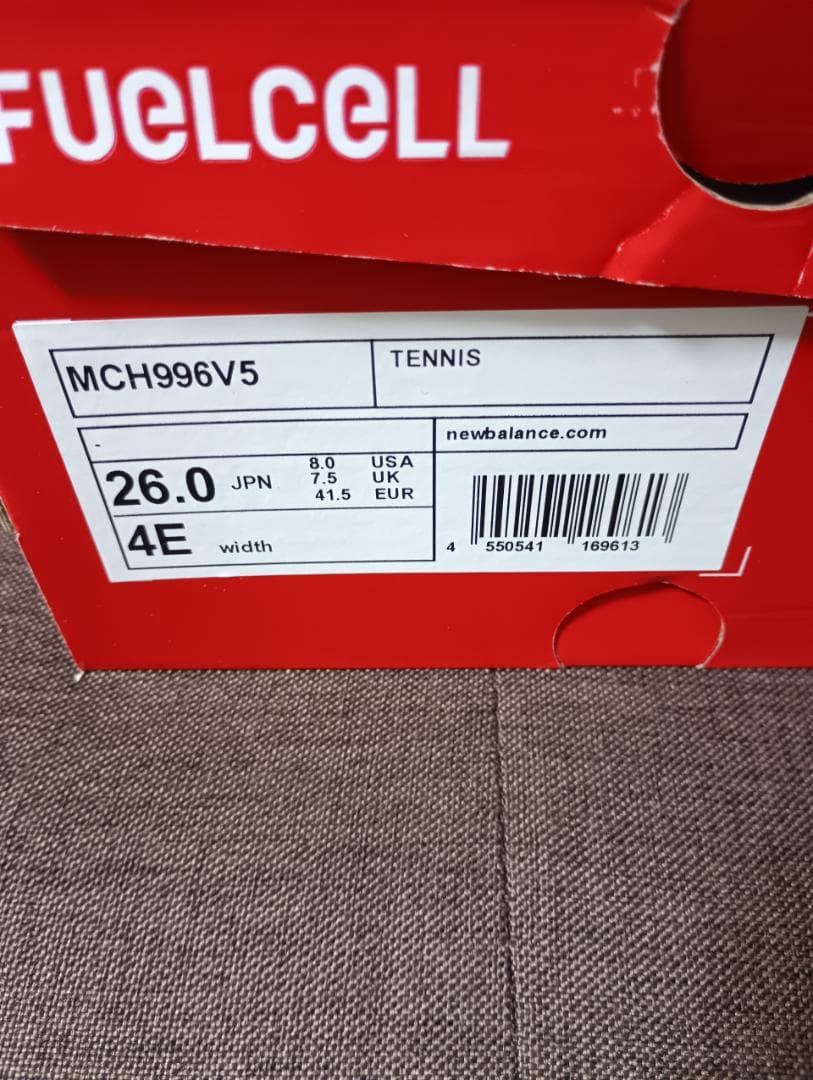 FUELCELL
MCH996V5
TENNIS
-
newbalance.com
26.0 JPN
8.0 USA
7.5 UK
41.5 EUR
4E width
4 550541 169613